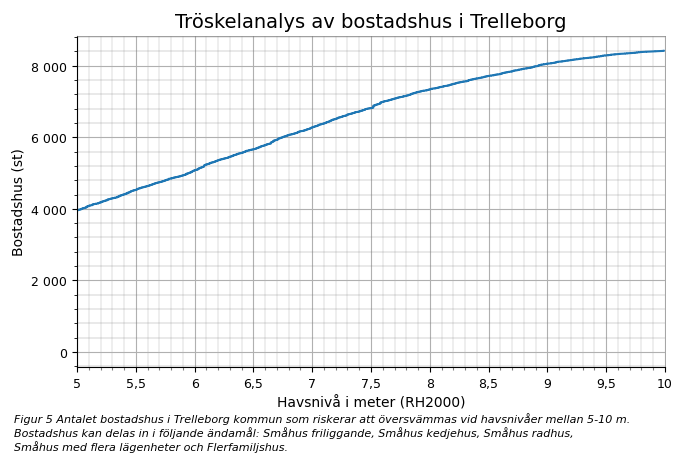 Tröskelanalys av bostadshus i Trelleborg
Bostadshus (st)
8 000
6 000
4 000
2 000
0
5 5,5 6 6,5 7 7,5 8 8,5 9 9,5 10
Havsnivå i meter (RH2000)
Figur 5 Antalet bostadshus i Trelleborg kommun som riskerar att översvämmas vid havsnivåer mellan 5-10 m.
Bostadshus kan delas in i följande ändamål: Småhus friliggande, Småhus kedjehus, Småhus radhus,
Småhus med flera lägenheter och Flerfamiljshus.